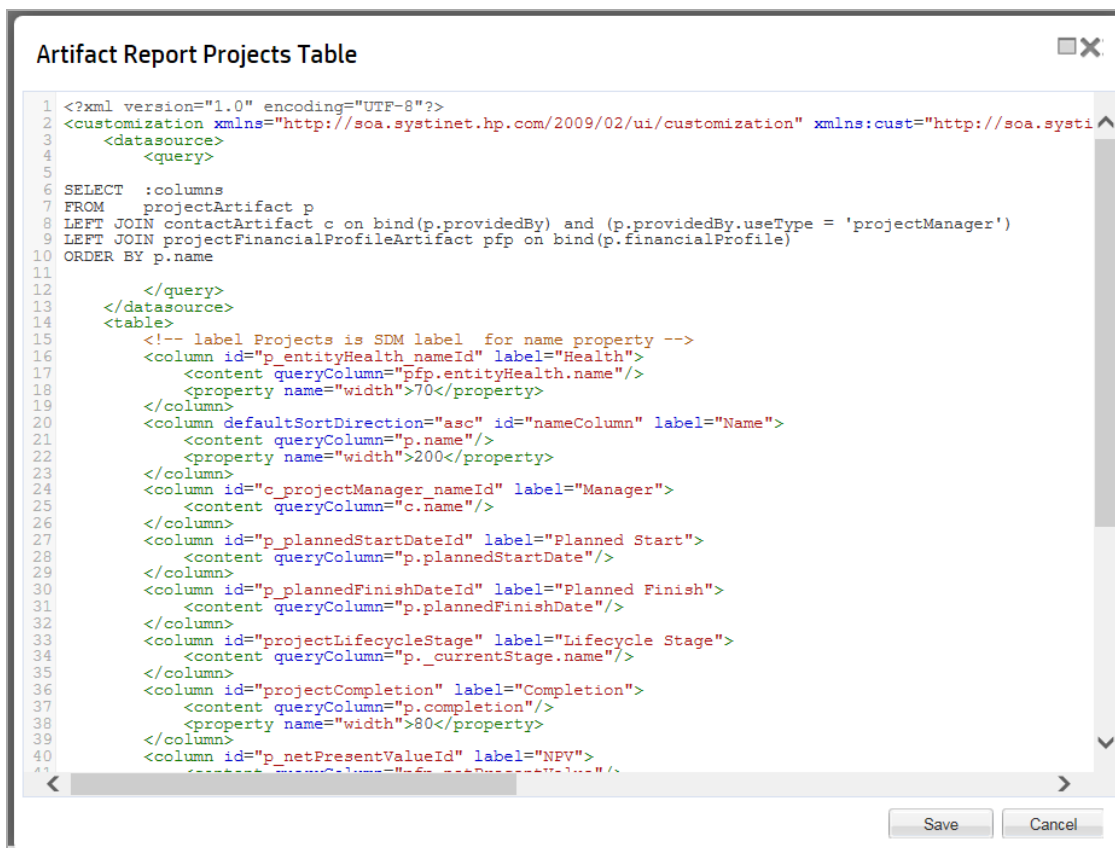 Artifact Report Projects Table
1 <?xml version="1.0" encoding="UTF-8"?>
2 <customization xmlns="http://soa.systinet.hp.com/2009/02/ui/customization" xmlns:cust="http://soa.systi
3     <datasource>
4         <query>
5
6 SELECT  :columns
7 FROM    projectArtifact p
8 LEFT JOIN contactArtifact c on bind(p.providedBy) and (p.providedBy.useType = 'projectManager')
9 LEFT JOIN projectFinancialProfileArtifact pfp on bind(p.financialProfile)
10 ORDER BY p.name
11
12         </query>
13     </datasource>
14     <table>
15         <!-- label Projects is SDM label  for name property -->
16         <column id="p_entityHealth_nameId" label="Health">
17             <content queryColumn="pfp.entityHealth.name"/>
18             <property name="width">70</property>
19         </column>
20         <column defaultSortDirection="asc" id="nameColumn" label="Name">
21             <content queryColumn="p.name"/>
22             <property name="width">200</property>
23         </column>
24         <column id="c_projectManager_nameId" label="Manager">
25             <content queryColumn="c.name"/>
26         </column>
27         <column id="p_plannedStartDateId" label="Planned Start">
28             <content queryColumn="p.plannedStartDate"/>
29         </column>
30         <column id="p_plannedFinishDateId" label="Planned Finish">
31             <content queryColumn="p.plannedFinishDate"/>
32         </column>
33         <column id="projectLifecycleStage" label="Lifecycle Stage">
34             <content queryColumn="p._currentStage.name"/>
35         </column>
36         <column id="projectCompletion" label="Completion">
37             <content queryColumn="p.completion"/>
38             <property name="width">80</property>
39         </column>
40         <column id="p_netPresentValueId" label="NPV">
41             <content queryColumn="pfp.netPresentValue"/>
Save Cancel